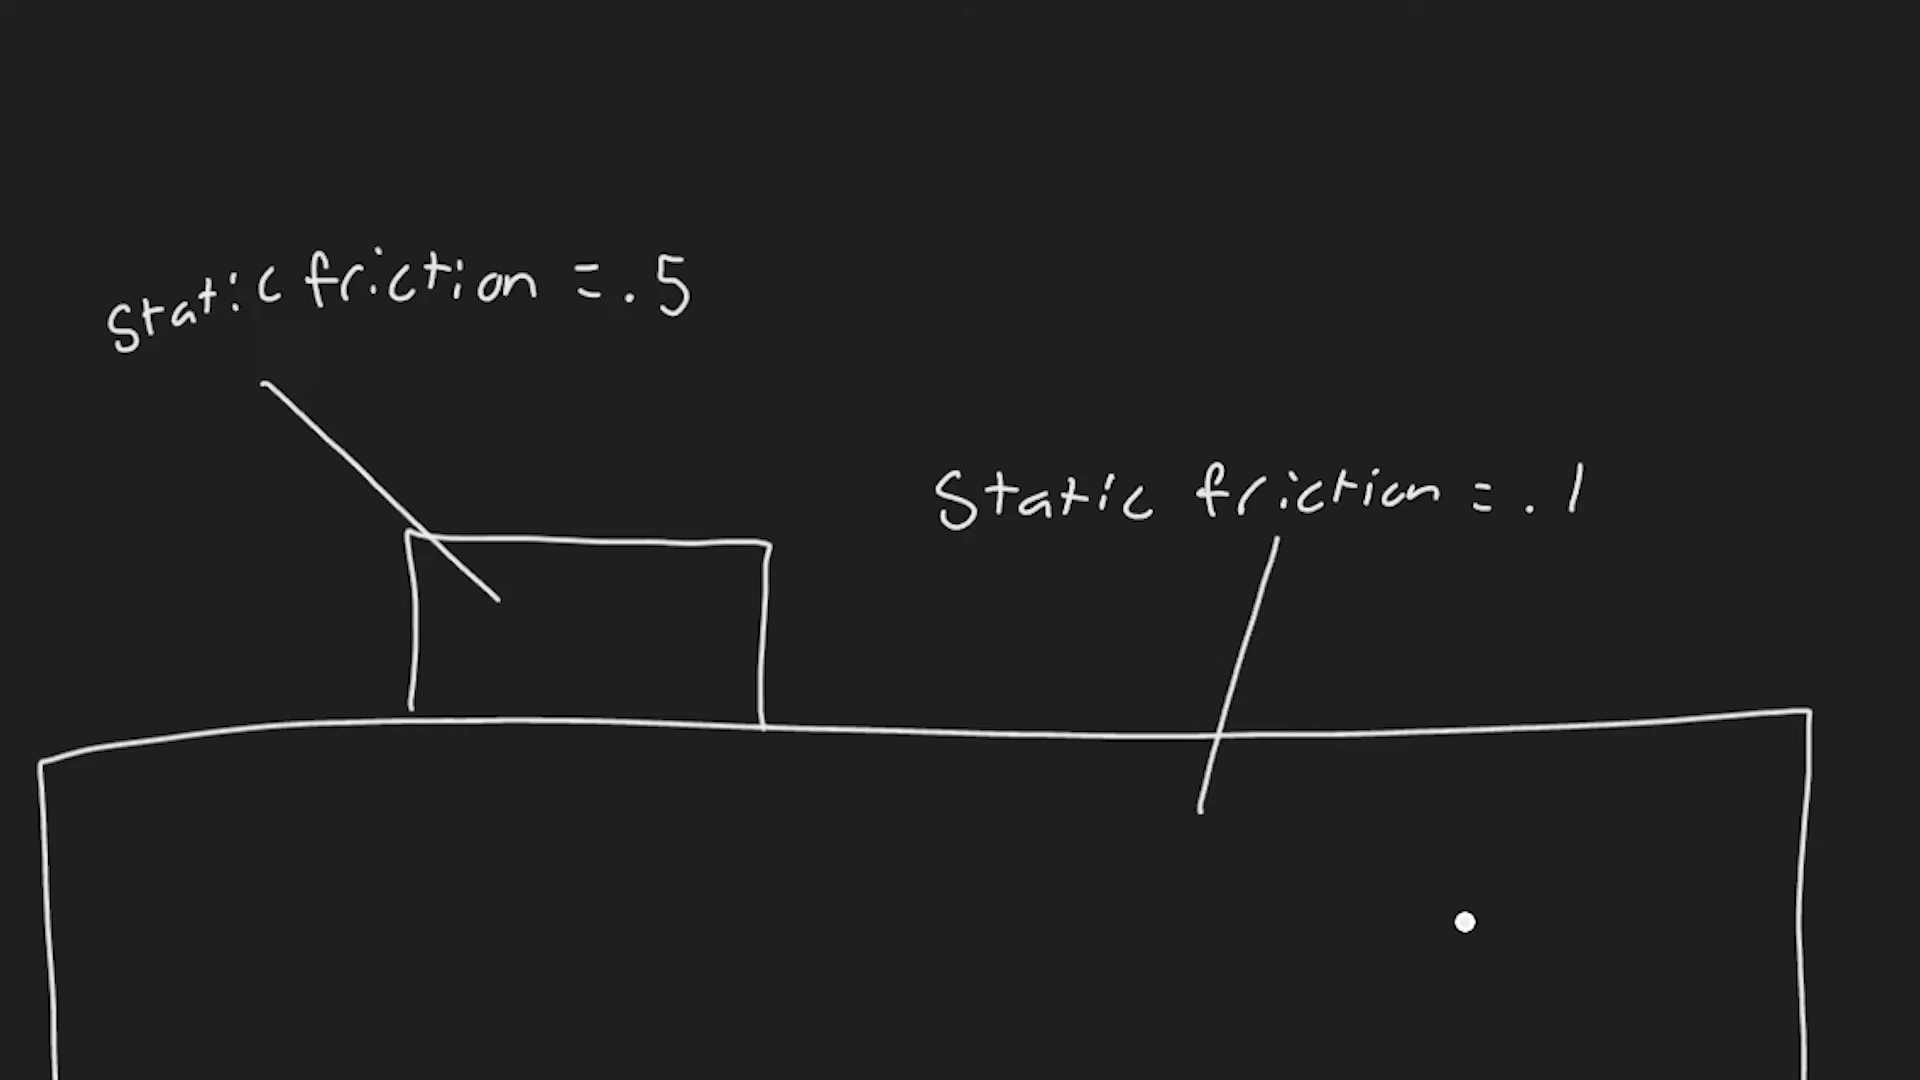 Static friction = .5
Static friction = .1